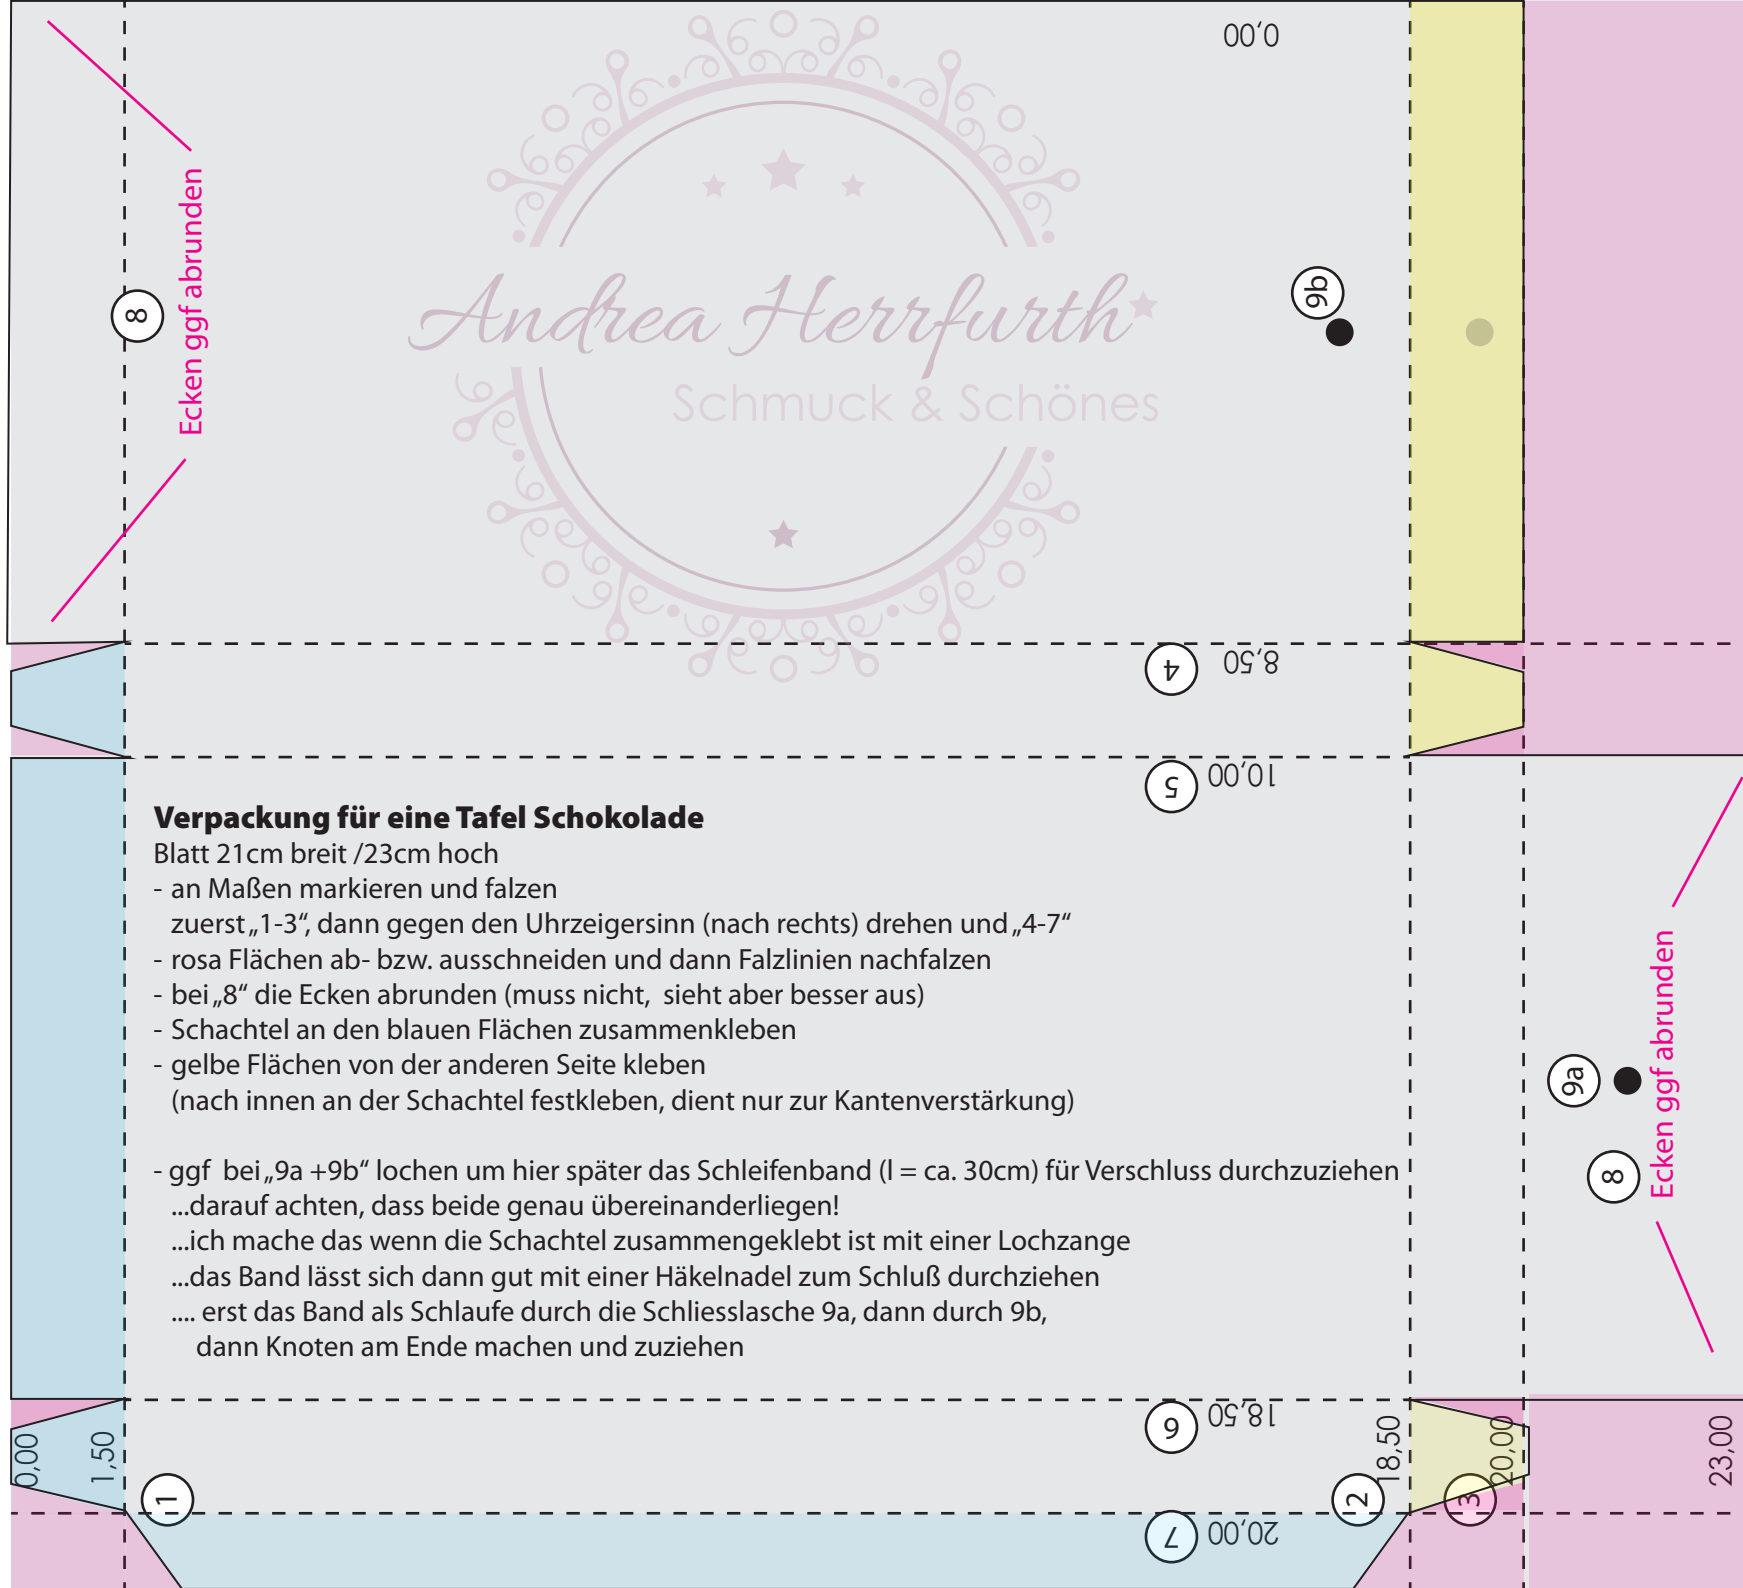 0,00
8
Ecken ggf abrunden
Andrea Herrfurth
Schmuck & Schönes
9b
4
8,50
5
10,00
Verpackung für eine Tafel Schokolade
Blatt 21cm breit /23cm hoch
- an Maßen markieren und falzen
zuerst „1-3“, dann gegen den Uhrzeigersinn (nach rechts) drehen und „4-7“
- rosa Flächen ab- bzw. ausschneiden und dann Falzlinien nachfalzen
- bei „8“ die Ecken abrunden (muss nicht,  sieht aber besser aus)
- Schachtel an den blauen Flächen zusammenkleben
- gelbe Flächen von der anderen Seite kleben
(nach innen an der Schachtel festkleben, dient nur zur Kantenverstärkung)
- ggf  bei „9a +9b“ lochen um hier später das Schleifenband (l = ca. 30cm) für Verschluss durchzuziehen
...darauf achten, dass beide genau übereinanderliegen!
...ich mache das wenn die Schachtel zusammengeklebt ist mit einer Lochzange
...das Band lässt sich dann gut mit einer Häkelnadel zum Schluß durchziehen
.... erst das Band als Schlaufe durch die Schliesslasche 9a, dann durch 9b,
dann Knoten am Ende machen und zuziehen
9a
8
Ecken ggf abrunden
6
18,50
0,00
1,50
18,50
20,00
23,00
1
2
3
7
20,00